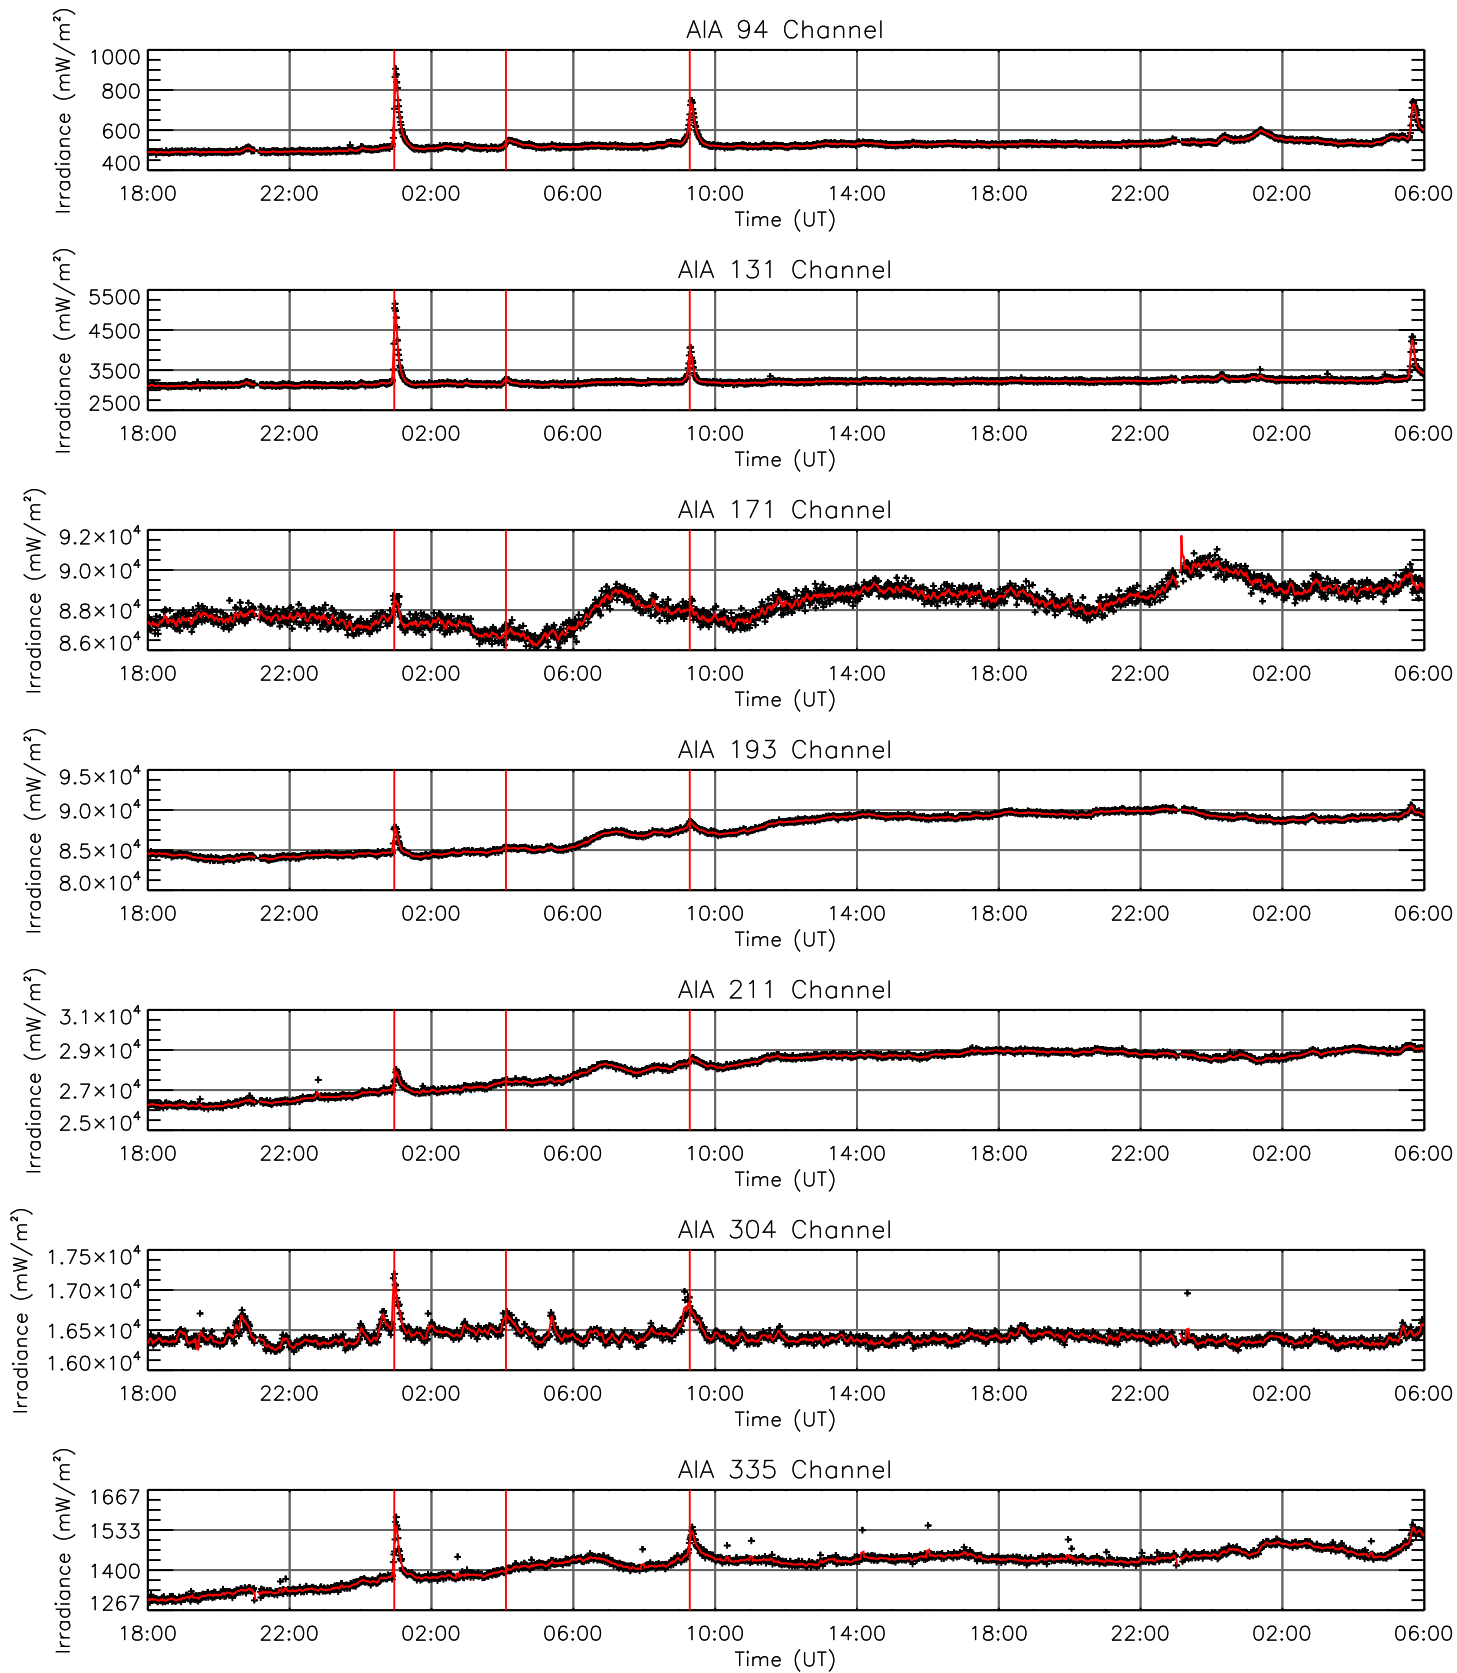 AIA 94 Channel
Irradiance (mW/m²)
1000
800
600
400
18:00 22:00 02:00 06:00 10:00 14:00 18:00 22:00 02:00 06:00
Time (UT)
AIA 131 Channel
Irradiance (mW/m²)
5500
4500
3500
2500
18:00 22:00 02:00 06:00 10:00 14:00 18:00 22:00 02:00 06:00
Time (UT)
AIA 171 Channel
Irradiance (mW/m²)
9.2×10⁴
9.0×10⁴
8.8×10⁴
8.6×10⁴
18:00 22:00 02:00 06:00 10:00 14:00 18:00 22:00 02:00 06:00
Time (UT)
AIA 193 Channel
Irradiance (mW/m²)
9.5×10⁴
9.0×10⁴
8.5×10⁴
8.0×10⁴
18:00 22:00 02:00 06:00 10:00 14:00 18:00 22:00 02:00 06:00
Time (UT)
AIA 211 Channel
Irradiance (mW/m²)
3.1×10⁴
2.9×10⁴
2.7×10⁴
2.5×10⁴
18:00 22:00 02:00 06:00 10:00 14:00 18:00 22:00 02:00 06:00
Time (UT)
AIA 304 Channel
Irradiance (mW/m²)
1.75×10⁴
1.70×10⁴
1.65×10⁴
1.60×10⁴
18:00 22:00 02:00 06:00 10:00 14:00 18:00 22:00 02:00 06:00
Time (UT)
AIA 335 Channel
Irradiance (mW/m²)
1667
1533
1400
1267
18:00 22:00 02:00 06:00 10:00 14:00 18:00 22:00 02:00 06:00
Time (UT)